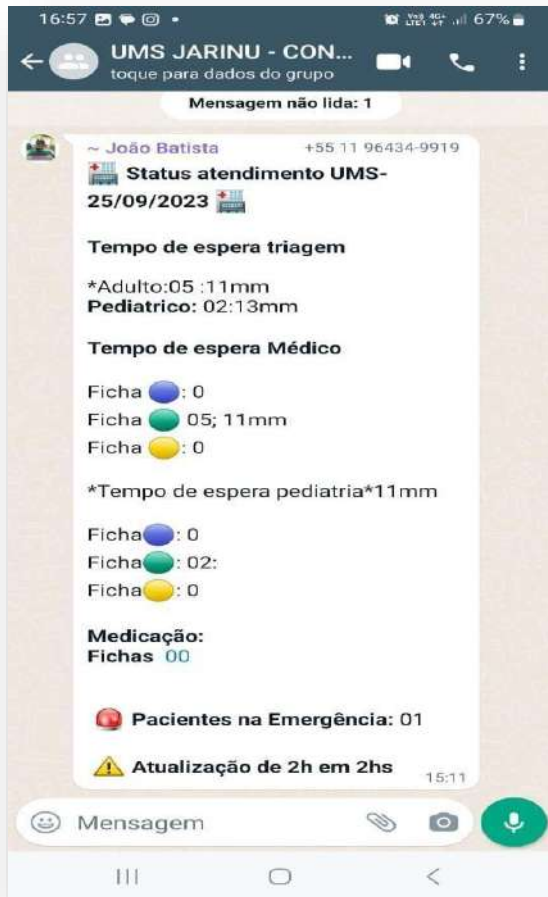 16:57
67%
UMS JARINU - CON...
toque para dados do grupo
Mensagem não lida: 1
~ João Batista +55 11 96434-9919
Status atendimento UMS-
25/09/2023
Tempo de espera triagem
*Adulto:05 :11mm
Pediatrico: 02:13mm
Tempo de espera Médico
Ficha : 0
Ficha 05; 11mm
Ficha : 0
*Tempo de espera pediatria*11mm
Ficha : 0
Ficha : 02:
Ficha : 0
Medicação:
Fichas 00
Pacientes na Emergência: 01
Atualização de 2h em 2hs
15:11
Mensagem